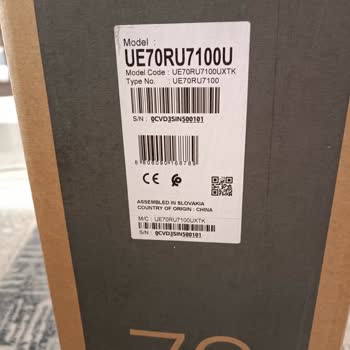 Model :
UE70RU7100U
Model Code : UE70RU7100UXTK
Type No. : UE70RU7100
S/N : 0CVD3SIN500101
CE
ASSEMBLED IN SLOVAKIA
COUNTRY OF ORIGIN : CHINA
M/C : UE70RU7100UXTK
S/N : 0CVD3SIN500101